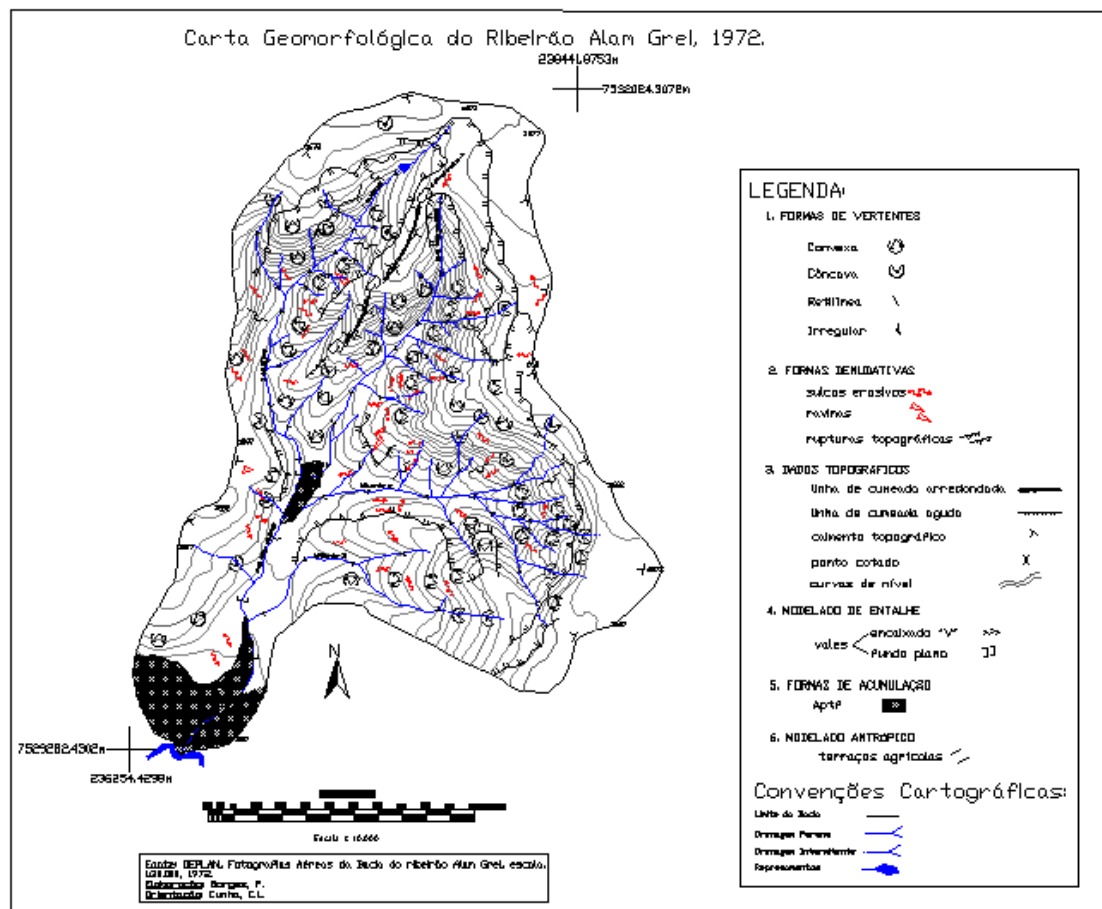 Carta Geomorfológica do Ribeirão Alam Grei, 1972.
7529282.4302m
236254.4298m
N
LEGENDA:
1. FORMAS DE VERTENTES
Convexa
Côncava
Retilínea
Irregular
2. FORMAS DENUDATIVAS
sulcos erosivos
ravinas
rupturas topográficas
3. DADOS TOPOGRÁFICOS
linha de cumeada arredondada
linha de cumeada aguda
caimento topográfico
ponto cotado
curvas de nível
4. MODELADO DE ENTALHE
vales
encaixado "V"
fundo plano
5. FORMAS DE ACUMULAÇÃO
Aptf
6. MODELADO ANTRÓPICO
terraços agrícolas
Convenções Cartográficas:
Limite da Bacia
Drenagem Perene
Drenagem Intermitente
Represamentos
Fonte: DEPLAN. Fotografias Aéreas da Bacia do ribeirão Alam Grei, escala.
1972.
Elaboração: Borges, P.
Orientação: Cunha, C.L.